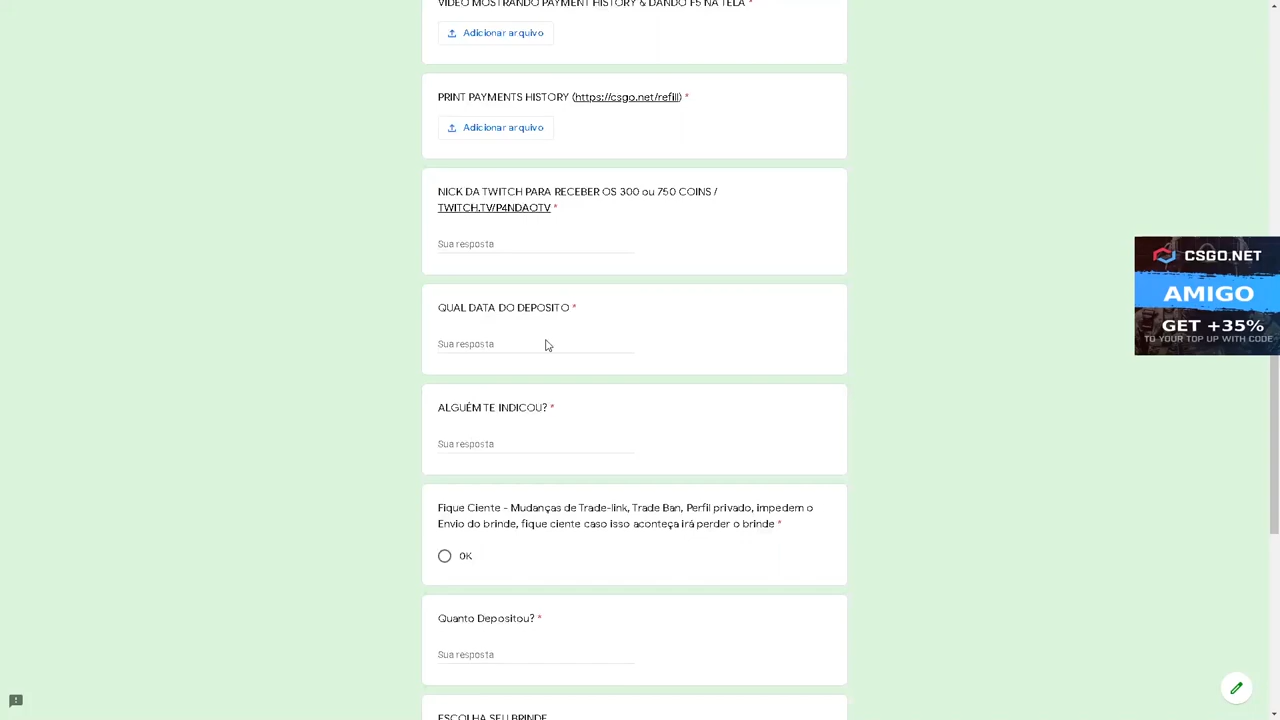 VIDEO MOSTRANDO PAYMENT HISTORY & DANDO F5 NA TELA *
Adicionar arquivo
PRINT PAYMENTS HISTORY (https://csgo.net/refill) *
Adicionar arquivo
NICK DA TWITCH PARA RECEBER OS 300 ou 750 COINS /
TWITCH.TV/P4NDAOTV *
Sua resposta
QUAL DATA DO DEPOSITO *
Sua resposta
ALGUÉM TE INDICOU? *
Sua resposta
Fique Ciente - Mudanças de Trade-link, Trade Ban, Perfil privado, impedem o
Envio do brinde, fique ciente caso isso aconteça irá perder o brinde *
OK
Quanto Depositou? *
Sua resposta
ESCOLHA SEU BRINDE
CSGO.NET
AMIGO
GET +35%
TO YOUR TOP UP WITH CODE